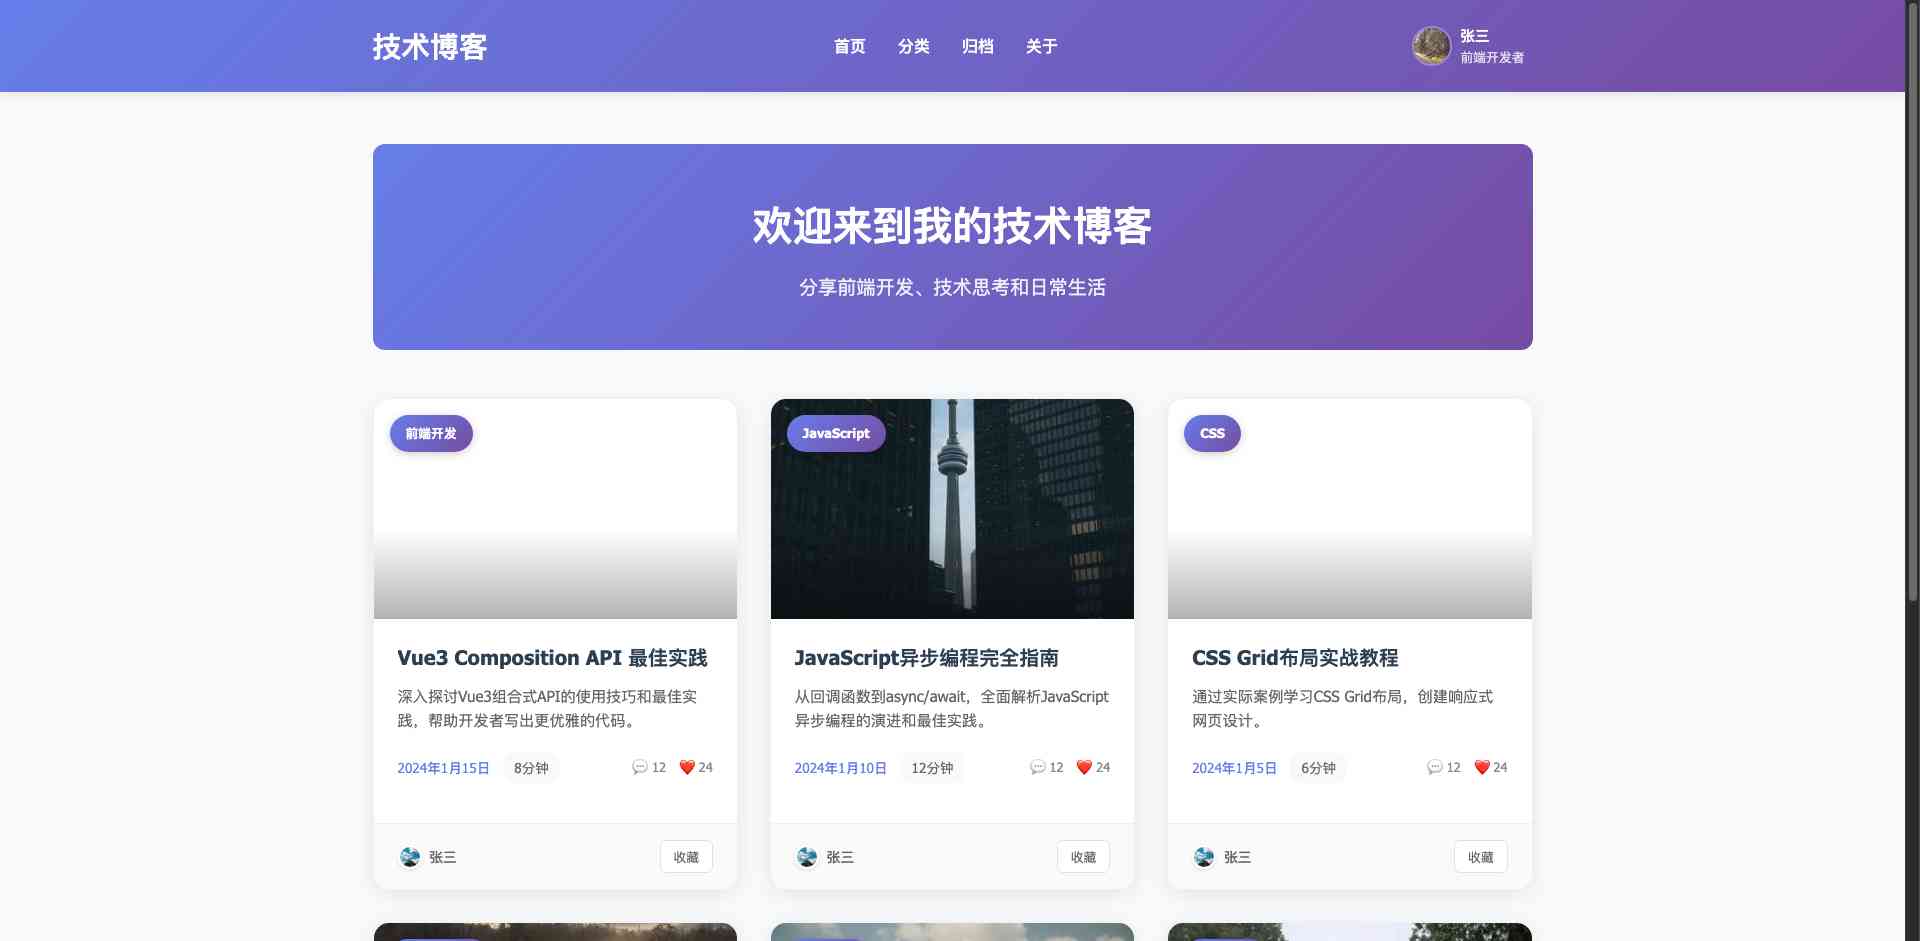 技术博客
首页 分类 归档 关于
张三
前端开发者
欢迎来到我的技术博客
分享前端开发、技术思考和日常生活
前端开发
Vue3 Composition API 最佳实践
深入探讨Vue3组合式API的使用技巧和最佳实
践，帮助开发者写出更优雅的代码。
2024年1月15日 8分钟 12 24
张三 收藏
JavaScript
JavaScript异步编程完全指南
从回调函数到async/await，全面解析JavaScript
异步编程的演进和最佳实践。
2024年1月10日 12分钟 12 24
张三 收藏
CSS
CSS Grid布局实战教程
通过实际案例学习CSS Grid布局，创建响应式
网页设计。
2024年1月5日 6分钟 12 24
张三 收藏